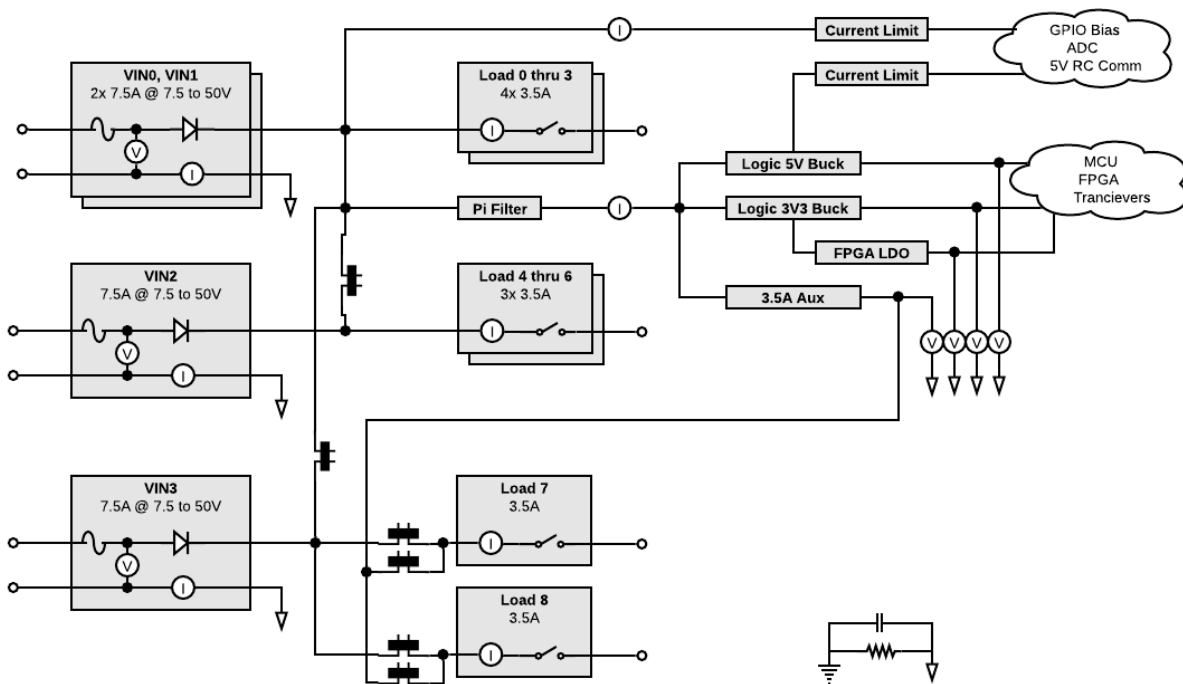 Current Limit
GPIO Bias
ADC
5V RC Comm
VIN0, VIN1
2x 7.5A @ 7.5 to 50V
Load 0 thru 3
4x 3.5A
Current Limit
I
I
V
I
Logic 5V Buck
MCU
FPGA
Trancievers
Pi Filter
I
Logic 3V3 Buck
FPGA LDO
VIN2
7.5A @ 7.5 to 50V
Load 4 thru 6
3x 3.5A
3.5A Aux
I
V
I
V
V
V
V
VIN3
7.5A @ 7.5 to 50V
Load 7
3.5A
I
V
I
Load 8
3.5A
I